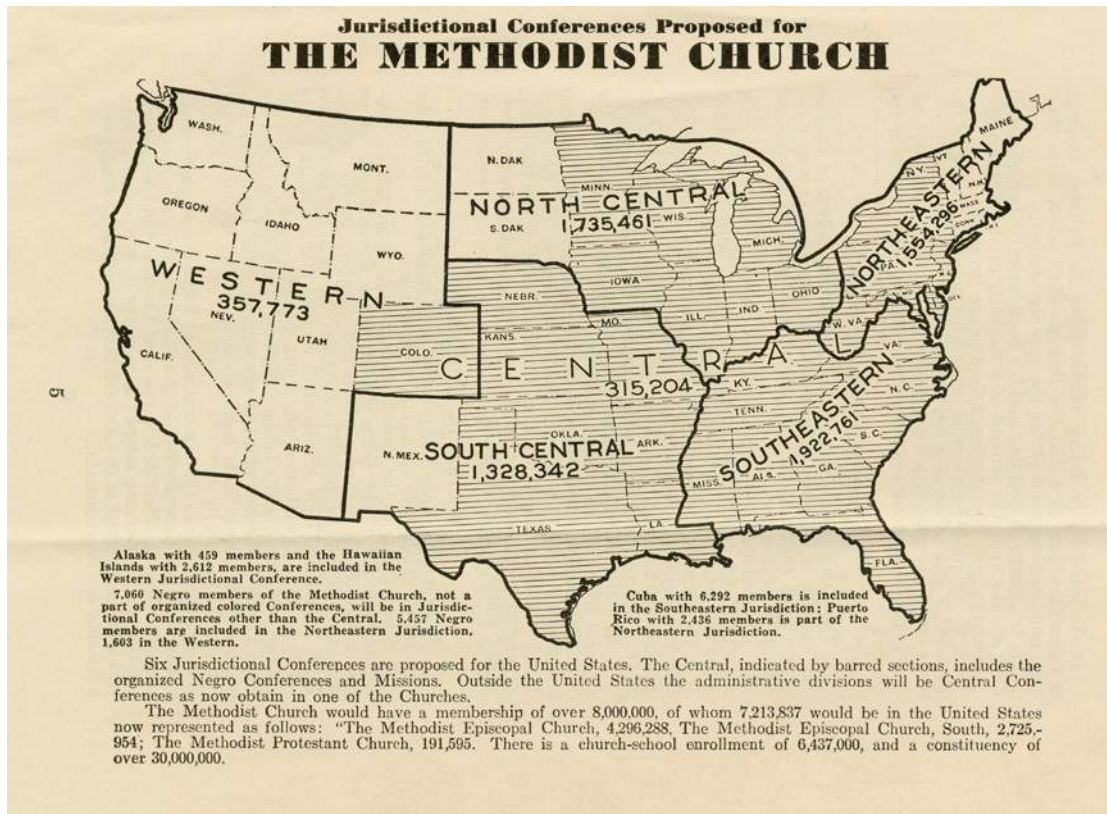 Jurisdictional Conferences Proposed for
THE METHODIST CHURCH
WASH.
MONT.
N. DAK
MINN.
MAINE
VT
N.Y.
N.H.
MASS
CONN.
R.I.
OREGON
IDAHO
NORTH CENTRAL
1,735,461
S. DAK
WIS.
MICH.
NORTHEASTERN
1,554,296
WYO.
WESTERN
357,773
NEV.
NEBR.
IOWA
PA.
UTAH
CALIF.
COLO.
ILL.
IND
OHIO
W. VA.
DEL
KANS.
MO.
VA.
CENTRAL
315,204
KY.
N.C.
TENN.
SOUTHEASTERN
1,922,761
S.C.
ARIZ.
N. MEX.
OKLA.
ARK.
SOUTH CENTRAL
1,328,342
MISS.
GA.
TEXAS
LA.
FLA.
5
Alaska with 459 members and the Hawaiian
Islands with 2,612 members, are included in the
Western Jurisdictional Conference.
7,060 Negro members of the Methodist Church, not a
part of organized colored Conferences, will be in Jurisdic-
tional Conferences other than the Central. 5,457 Negro
members are included in the Northeastern Jurisdiction,
1,603 in the Western.
Cuba with 6,292 members is included
in the Southeastern Jurisdiction; Puerto
Rico with 2,436 members is part of the
Northeastern Jurisdiction.
Six Jurisdictional Conferences are proposed for the United States. The Central, indicated by barred sections, includes the
organized Negro Conferences and Missions. Outside the United States the administrative divisions will be Central Con-
ferences as now obtain in one of the Churches.
The Methodist Church would have a membership of over 8,000,000, of whom 7,213,837 would be in the United States
now represented as follows: "The Methodist Episcopal Church, 4,296,288, The Methodist Episcopal Church, South, 2,725,-
954; The Methodist Protestant Church, 191,595. There is a church-school enrollment of 6,437,000, and a constituency of
over 30,000,000.